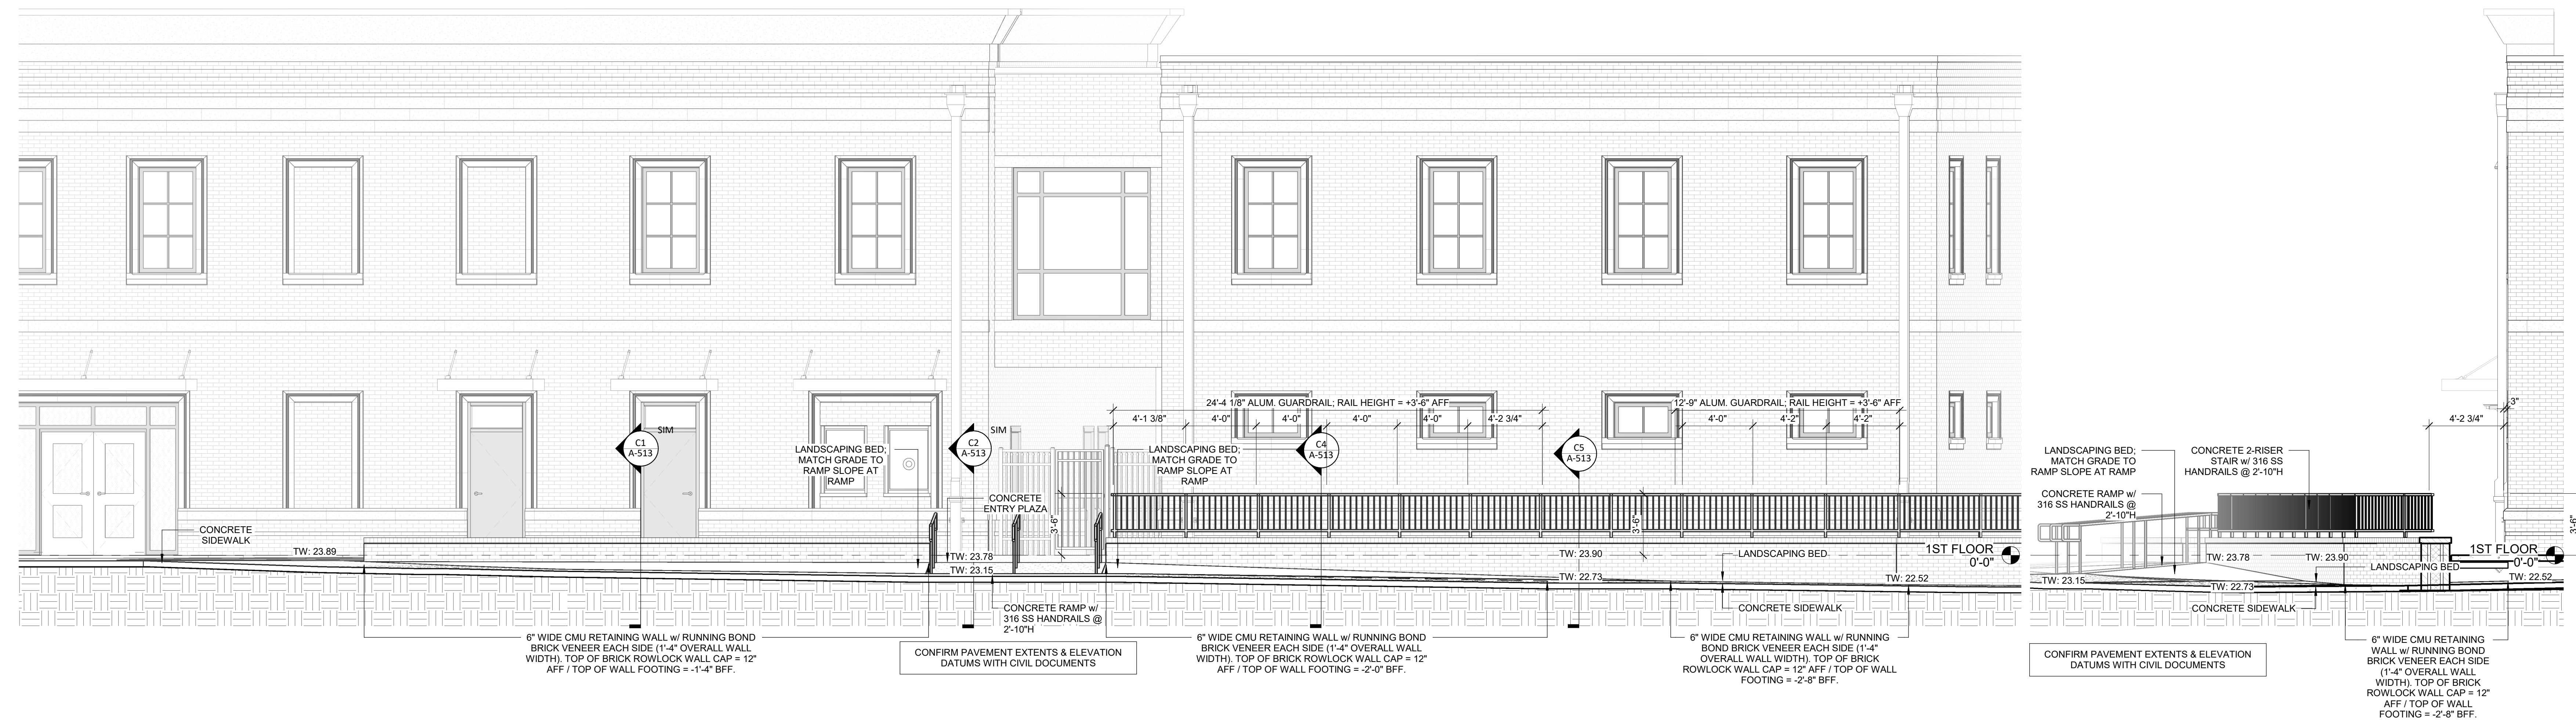 24'-4 1/8" ALUM. GUARDRAIL; RAIL HEIGHT = +3'-6" AFF
12'-9" ALUM. GUARDRAIL; RAIL HEIGHT = +3'-6" AFF
4'-1 3/8"
4'-0"
4'-0"
4'-0"
4'-0"
4'-2 3/4"
4'-0"
4'-2"
4'-2"
C1
A-513
SIM
LANDSCAPING BED;
MATCH GRADE TO
RAMP SLOPE AT
RAMP
C2
A-513
SIM
LANDSCAPING BED;
MATCH GRADE TO
RAMP SLOPE AT
RAMP
C4
A-513
C5
A-513
CONCRETE
ENTRY PLAZA
3'-6"
3'-6"
CONCRETE
SIDEWALK
TW: 23.89
TW: 23.78
TW: 23.15
TW: 23.90
TW: 22.73
LANDSCAPING BED
TW: 22.52
1ST FLOOR
0'-0"
CONCRETE RAMP w/
316 SS HANDRAILS @
2'-10"H
CONCRETE SIDEWALK
6" WIDE CMU RETAINING WALL w/ RUNNING BOND
BRICK VENEER EACH SIDE (1'-4" OVERALL WALL
WIDTH). TOP OF BRICK ROWLOCK WALL CAP = 12"
AFF / TOP OF WALL FOOTING = -1'-4" BFF.
CONFIRM PAVEMENT EXTENTS & ELEVATION
DATUMS WITH CIVIL DOCUMENTS
6" WIDE CMU RETAINING WALL w/ RUNNING BOND
BRICK VENEER EACH SIDE (1'-4" OVERALL WALL
WIDTH). TOP OF BRICK ROWLOCK WALL CAP = 12"
AFF / TOP OF WALL FOOTING = -2'-0" BFF.
6" WIDE CMU RETAINING WALL w/ RUNNING
BOND BRICK VENEER EACH SIDE (1'-4"
OVERALL WALL WIDTH). TOP OF BRICK
ROWLOCK WALL CAP = 12" AFF / TOP OF WALL
FOOTING = -2'-8" BFF.
3"
4'-2 3/4"
LANDSCAPING BED;
MATCH GRADE TO
RAMP SLOPE AT RAMP
CONCRETE 2-RISER
STAIR w/ 316 SS
HANDRAILS @ 2'-10"H
CONCRETE RAMP w/
316 SS HANDRAILS @
2'-10"H
3'-6"
TW: 23.78
TW: 23.90
1ST FLOOR
0'-0"
LANDSCAPING BED
TW: 23.15
TW: 22.73
TW: 22.52
CONCRETE SIDEWALK
CONFIRM PAVEMENT EXTENTS & ELEVATION
DATUMS WITH CIVIL DOCUMENTS
6" WIDE CMU RETAINING
WALL w/ RUNNING BOND
BRICK VENEER EACH SIDE
(1'-4" OVERALL WALL
WIDTH). TOP OF BRICK
ROWLOCK WALL CAP = 12"
AFF / TOP OF WALL
FOOTING = -2'-8" BFF.